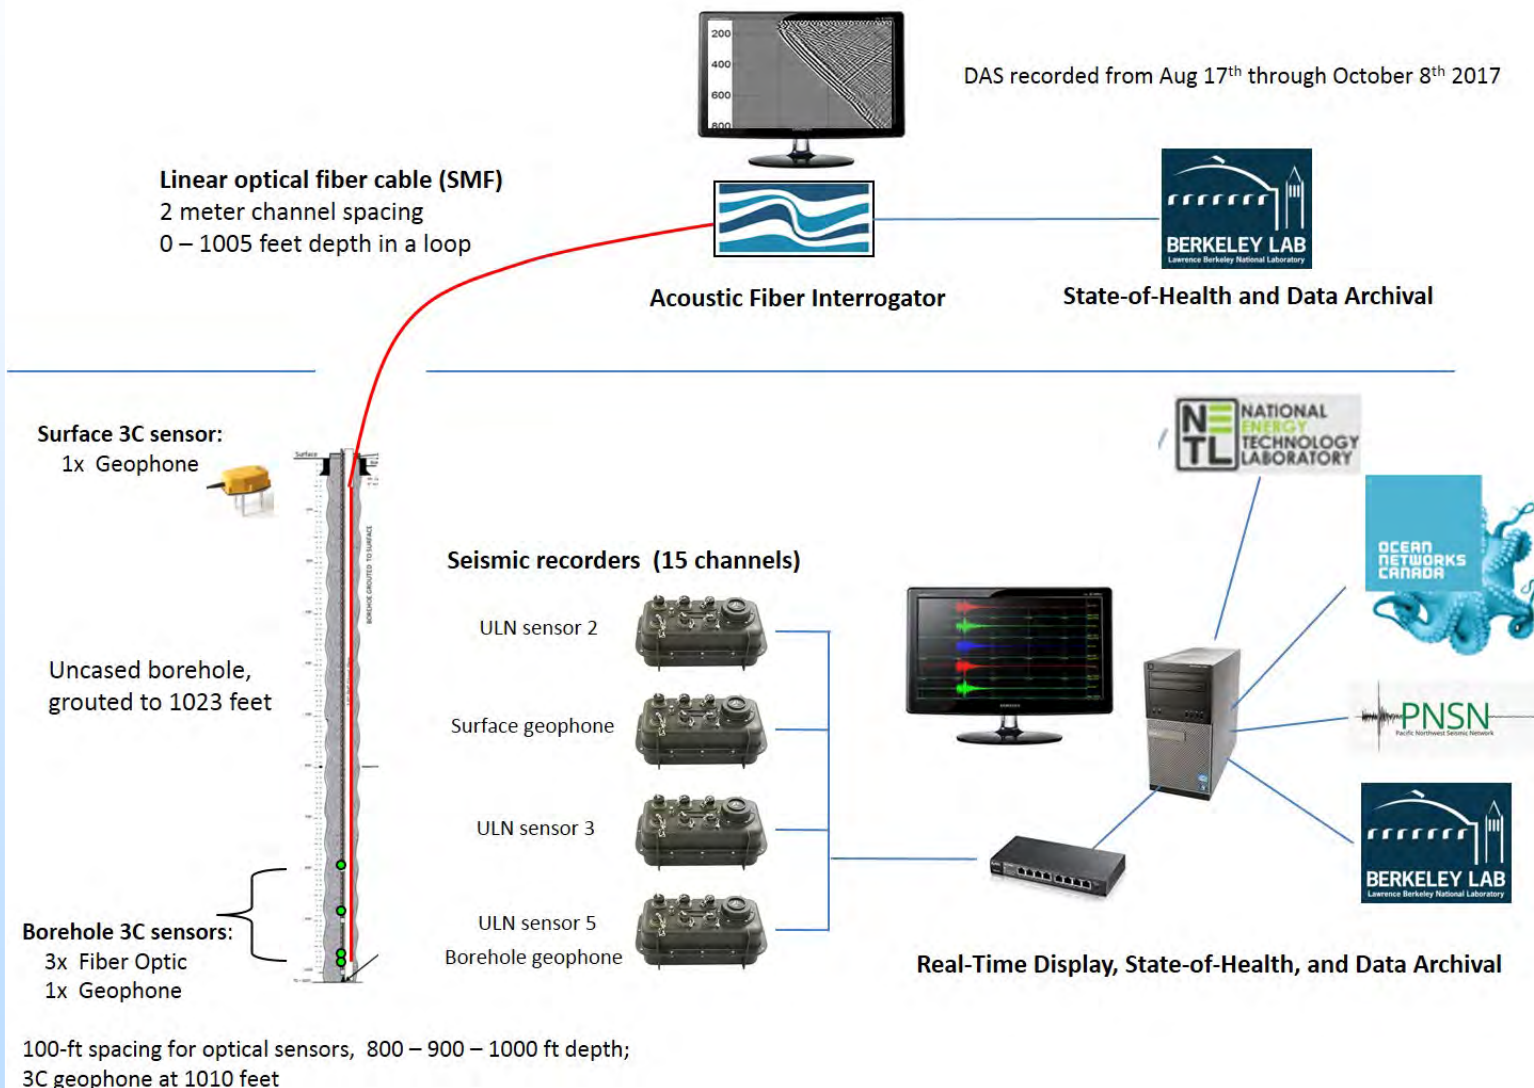 200
400
600
800
DAS recorded from Aug 17th through October 8th 2017
Linear optical fiber cable (SMF)
2 meter channel spacing
0 – 1005 feet depth in a loop
BERKELEY LAB
Lawrence Berkeley National Laboratory
Acoustic Fiber Interrogator
State-of-Health and Data Archival
Surface 3C sensor:
1x Geophone
Surface
BOREHOLE GROUTED TO SURFACE
Uncased borehole,
grouted to 1023 feet
Borehole 3C sensors:
3x Fiber Optic
1x Geophone
100-ft spacing for optical sensors, 800 – 900 – 1000 ft depth;
3C geophone at 1010 feet
Seismic recorders (15 channels)
ULN sensor 2
Surface geophone
ULN sensor 3
ULN sensor 5
Borehole geophone
SAMSUNG
NETL
NATIONAL
ENERGY
TECHNOLOGY
LABORATORY
OCEAN
NETWORKS
CANADA
PNSN
Pacific Northwest Seismic Network
BERKELEY LAB
Lawrence Berkeley National Laboratory
Real-Time Display, State-of-Health, and Data Archival